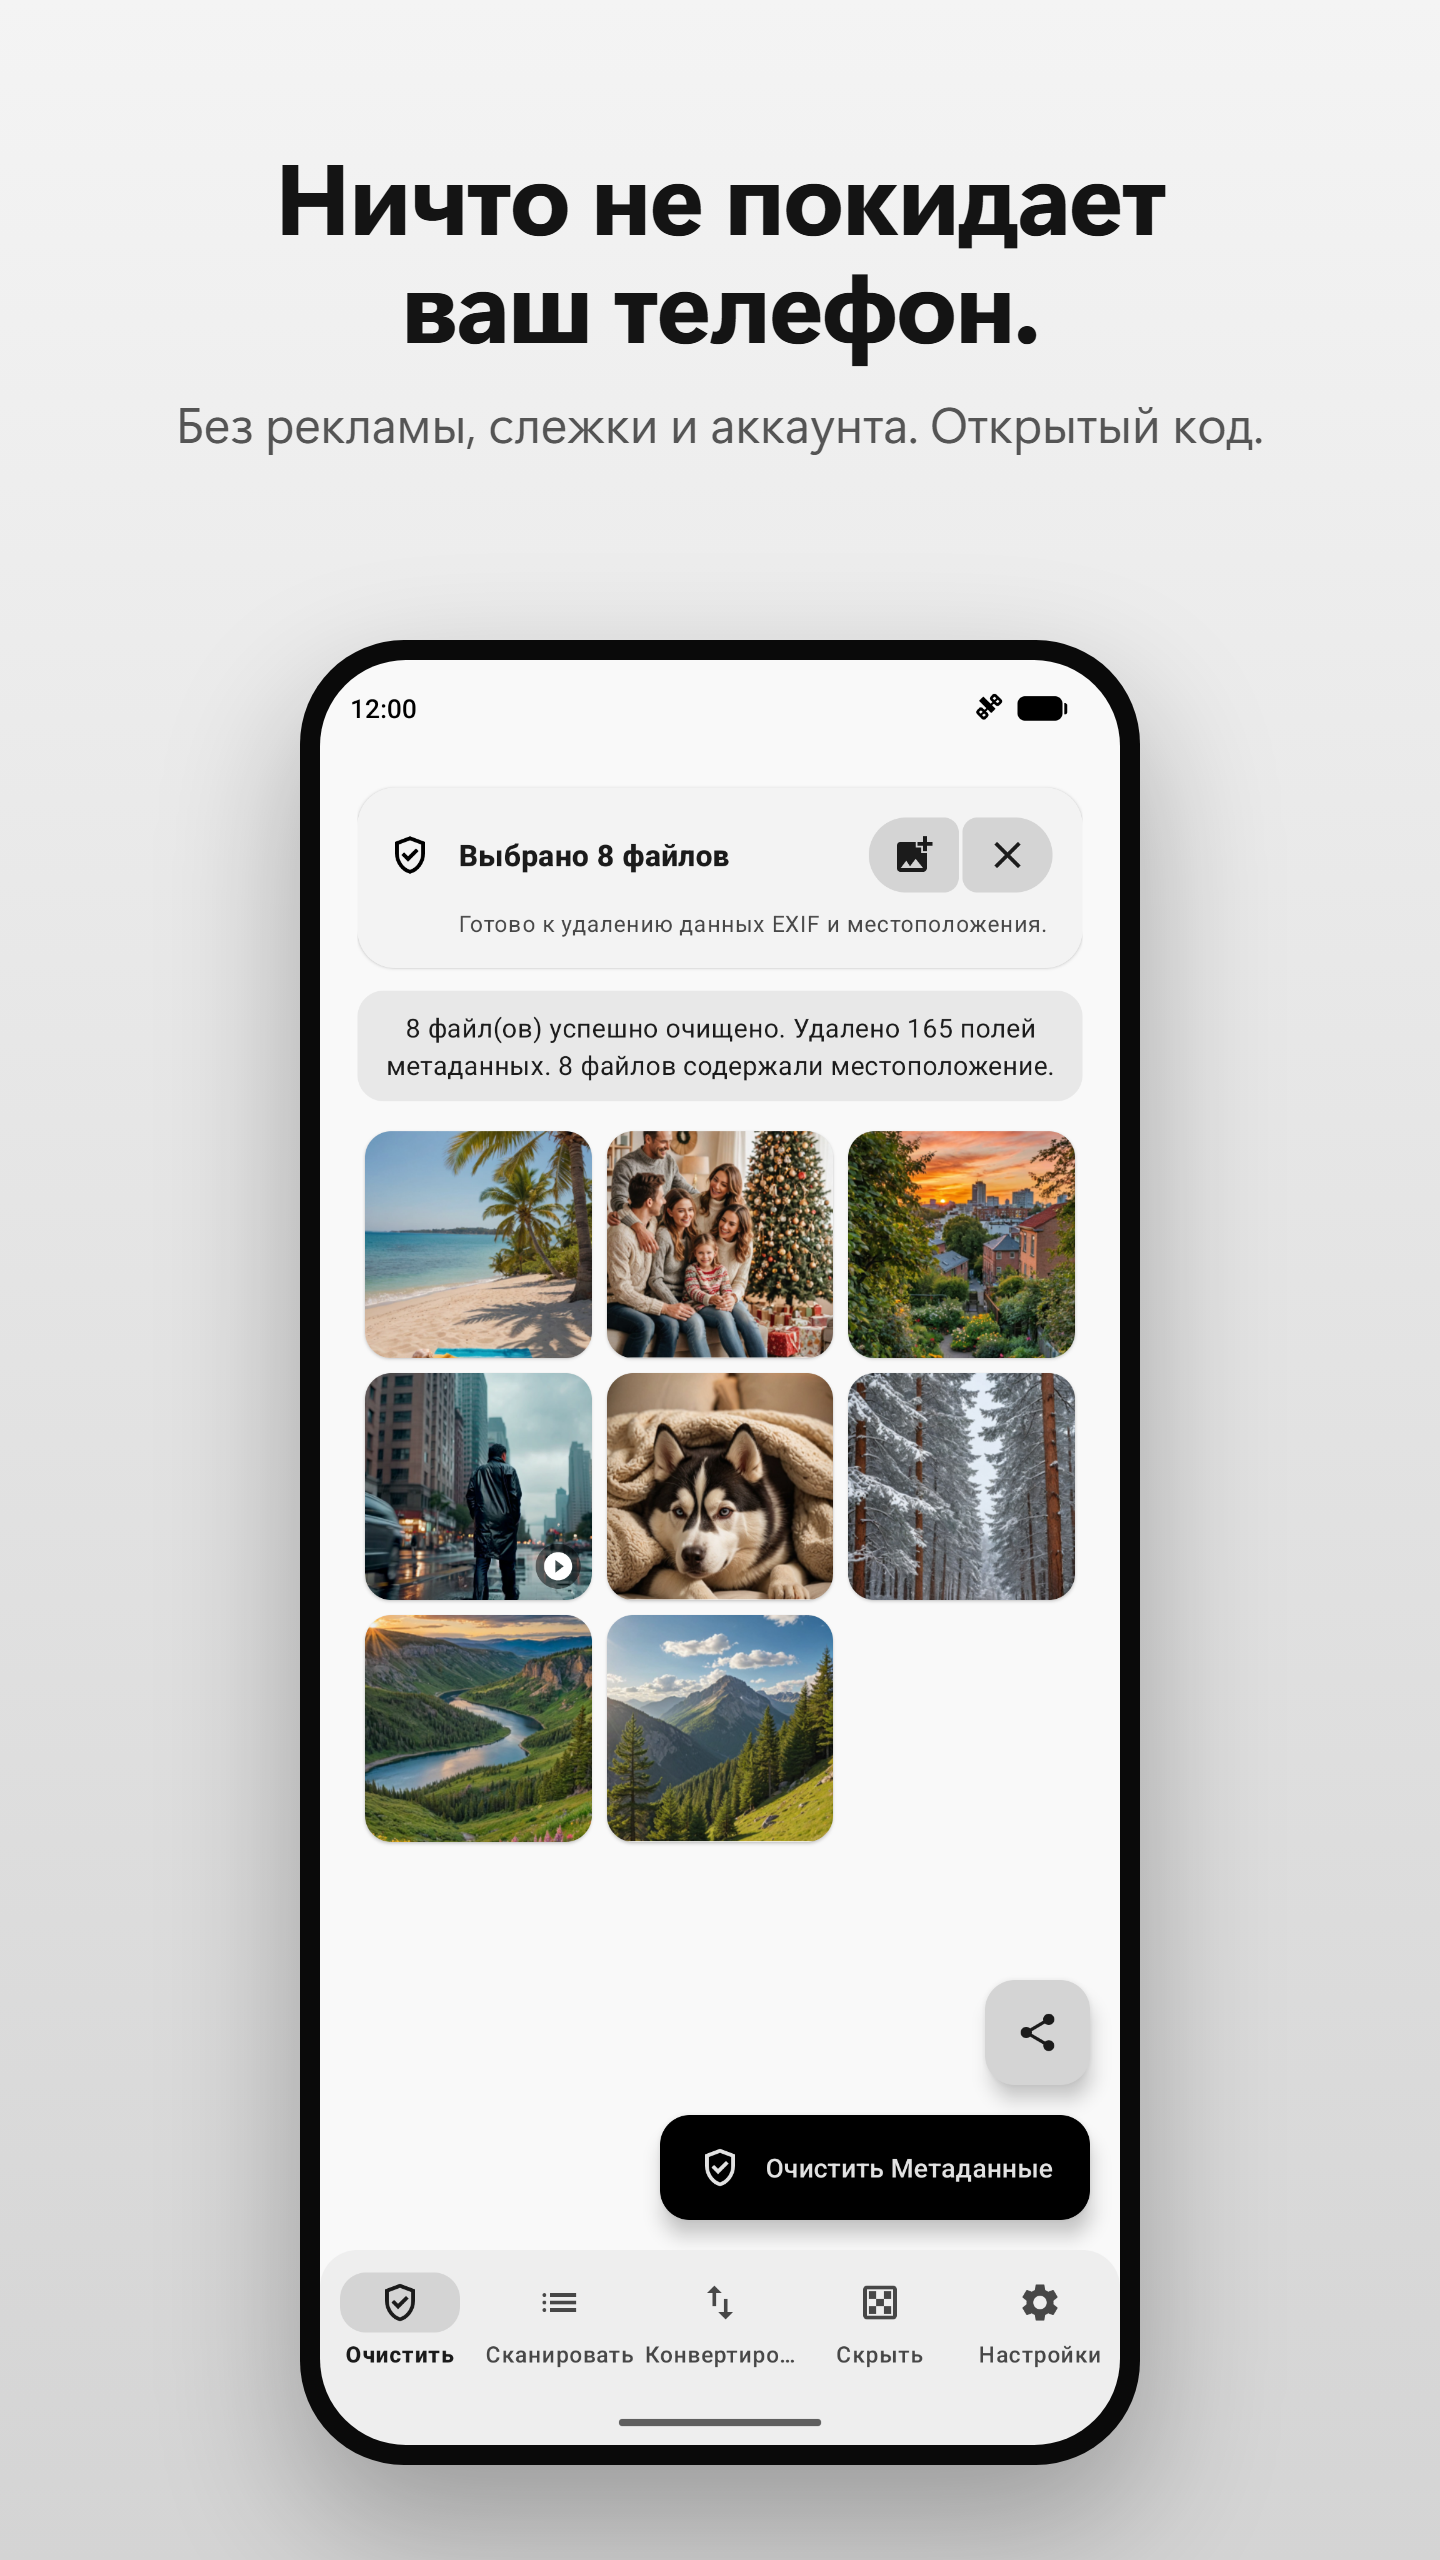 Ничто не покидает
ваш телефон.
Без рекламы, слежки и аккаунта. Открытый код.
12:00
Выбрано 8 файлов
Готово к удалению данных EXIF и местоположения.
8 файл(ов) успешно очищено. Удалено 165 полей
метаданных. 8 файлов содержали местоположение.
Очистить Метаданные
Очистить
Сканировать
Конвертиро...
Скрыть
Настройки